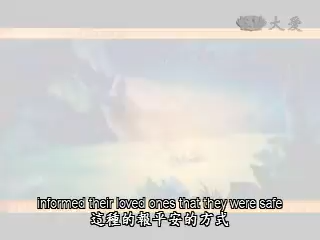 大愛
informed their loved ones that they were safe
這種的報平安的方式